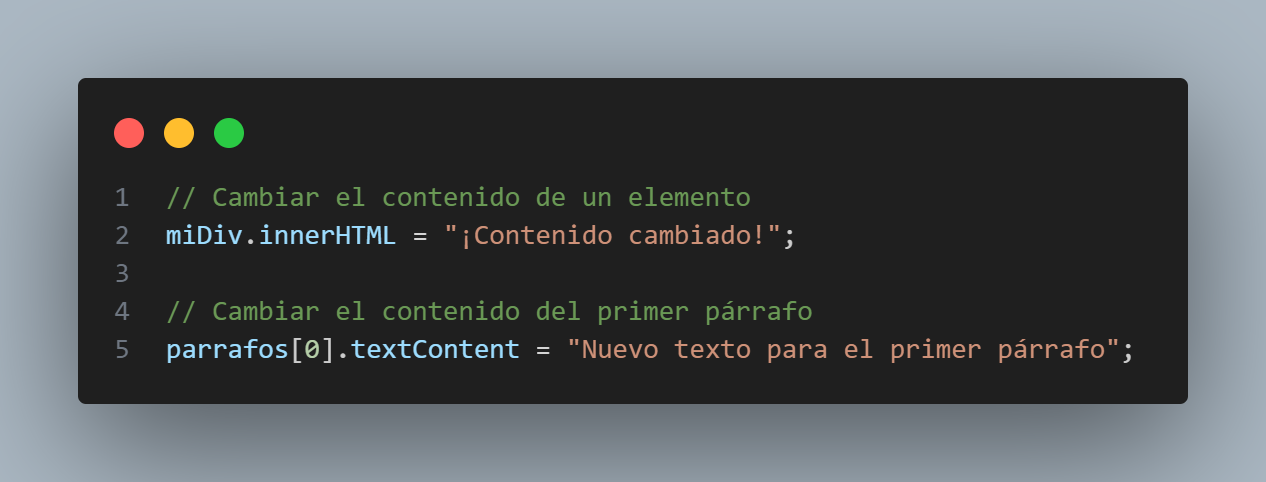 1 // Cambiar el contenido de un elemento
2 miDiv.innerHTML = "¡Contenido cambiado!";
3
4 // Cambiar el contenido del primer párrafo
5 parrafos[0].textContent = "Nuevo texto para el primer párrafo";